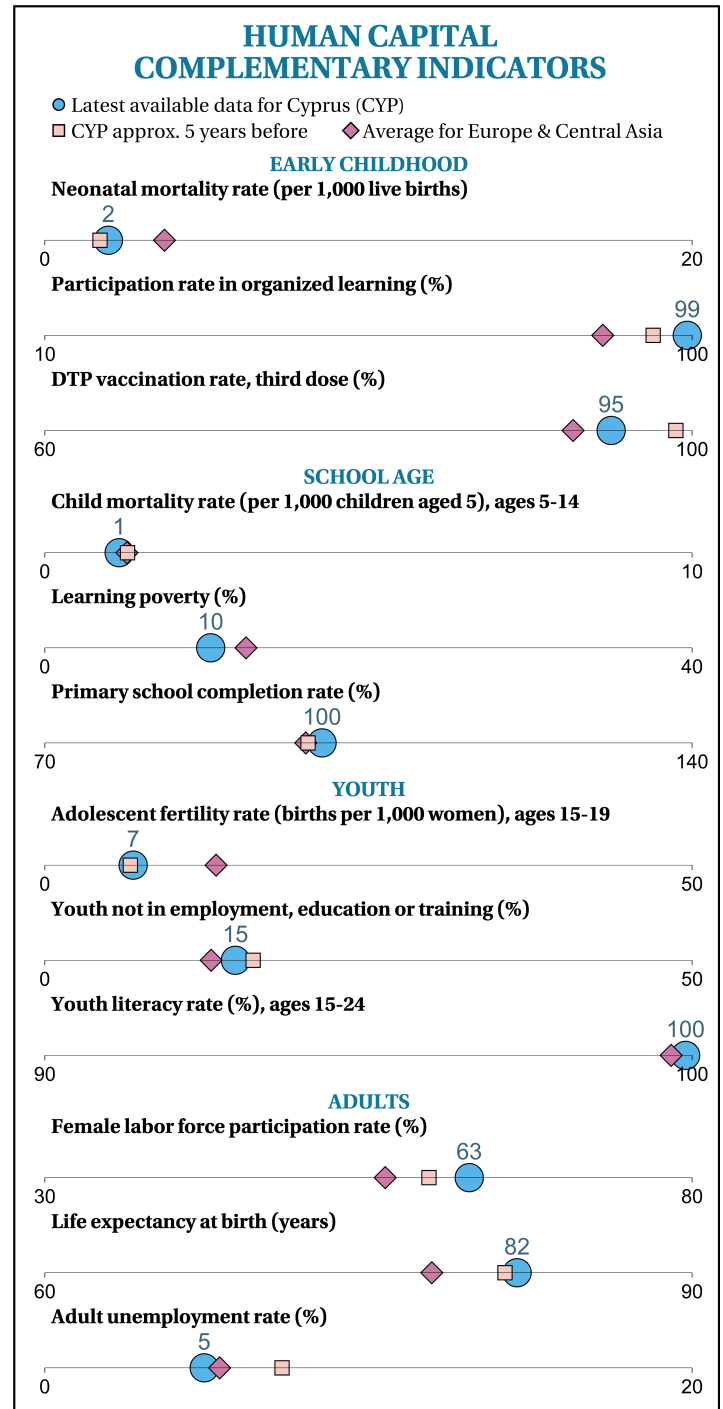 HUMAN CAPITAL
COMPLEMENTARY INDICATORS
Latest available data for Cyprus (CYP)
CYP approx. 5 years before Average for Europe & Central Asia
EARLY CHILDHOOD
Neonatal mortality rate (per 1,000 live births)
2
0 20
Participation rate in organized learning (%)
99
10 100
DTP vaccination rate, third dose (%)
95
60 100
SCHOOL AGE
Child mortality rate (per 1,000 children aged 5), ages 5-14
1
0 10
Learning poverty (%)
10
0 40
Primary school completion rate (%)
100
70 140
YOUTH
Adolescent fertility rate (births per 1,000 women), ages 15-19
7
0 50
Youth not in employment, education or training (%)
15
0 50
Youth literacy rate (%), ages 15-24
100
90 100
ADULTS
Female labor force participation rate (%)
63
30 80
Life expectancy at birth (years)
82
60 90
Adult unemployment rate (%)
5
0 20